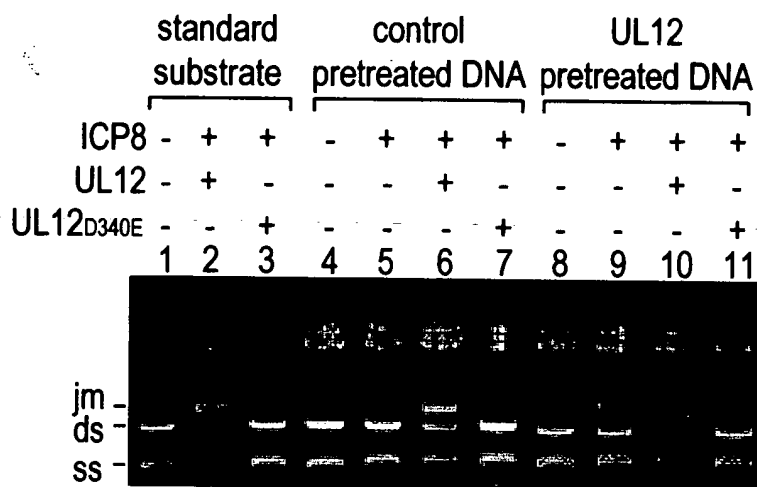 standard control UL12
substrate pretreated DNA pretreated DNA
ICP8 - + + - + + + - + + +
UL12 - + - - - + - - - + -
UL12D340E - - + - - - + - - - +
1 2 3 4 5 6 7 8 9 10 11
jm -
ds -
ss -